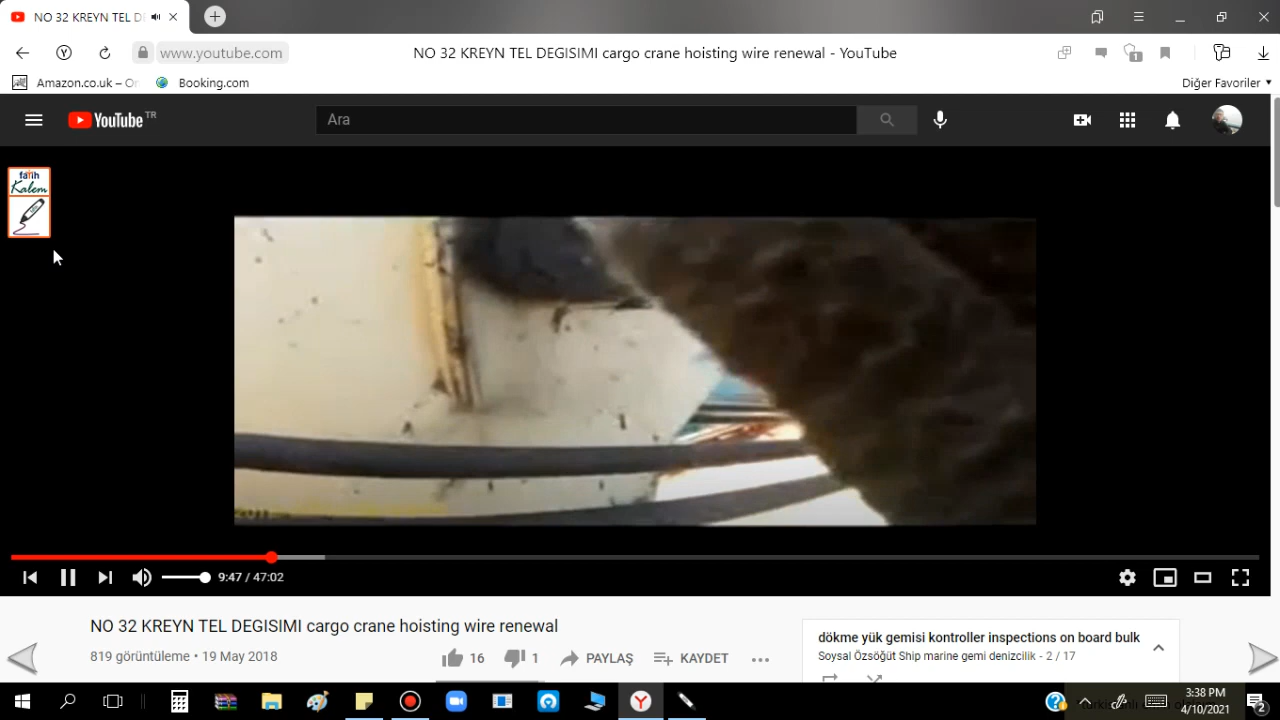 NO 32 KREYN TEL D
www.youtube.com
NO 32 KREYN TEL DEGISIMI cargo crane hoisting wire renewal - YouTube
1
Amazon.co.uk – O
Booking.com
Diğer Favoriler
YouTube TR
Ara
fatih
Kalem
2011
9:47 / 47:02
NO 32 KREYN TEL DEGISIMI cargo crane hoisting wire renewal
819 görüntüleme • 19 May 2018
16
1
PAYLAŞ
KAYDET
dökme yük gemisi kontroller inspections on board bulk
Soysal Özsöğüt Ship marine gemi denizcilik - 2 / 17
3:38 PM
4/10/2021
2